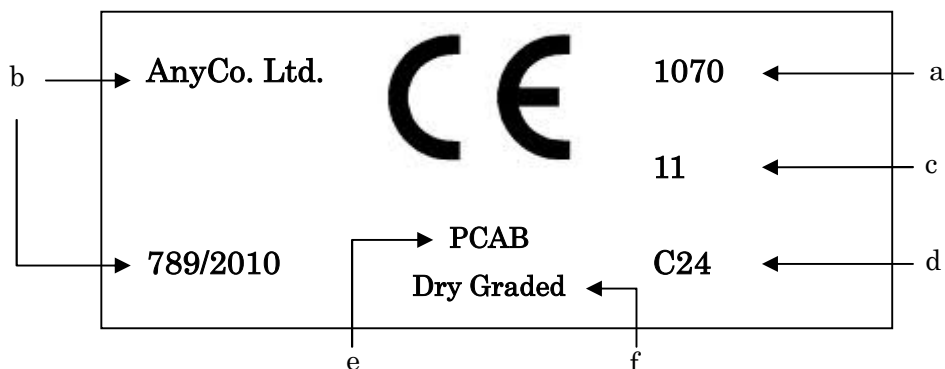 b
AnyCo. Ltd.
CE
1070
a
11
c
789/2010
PCAB
C24
d
Dry Graded
e
f